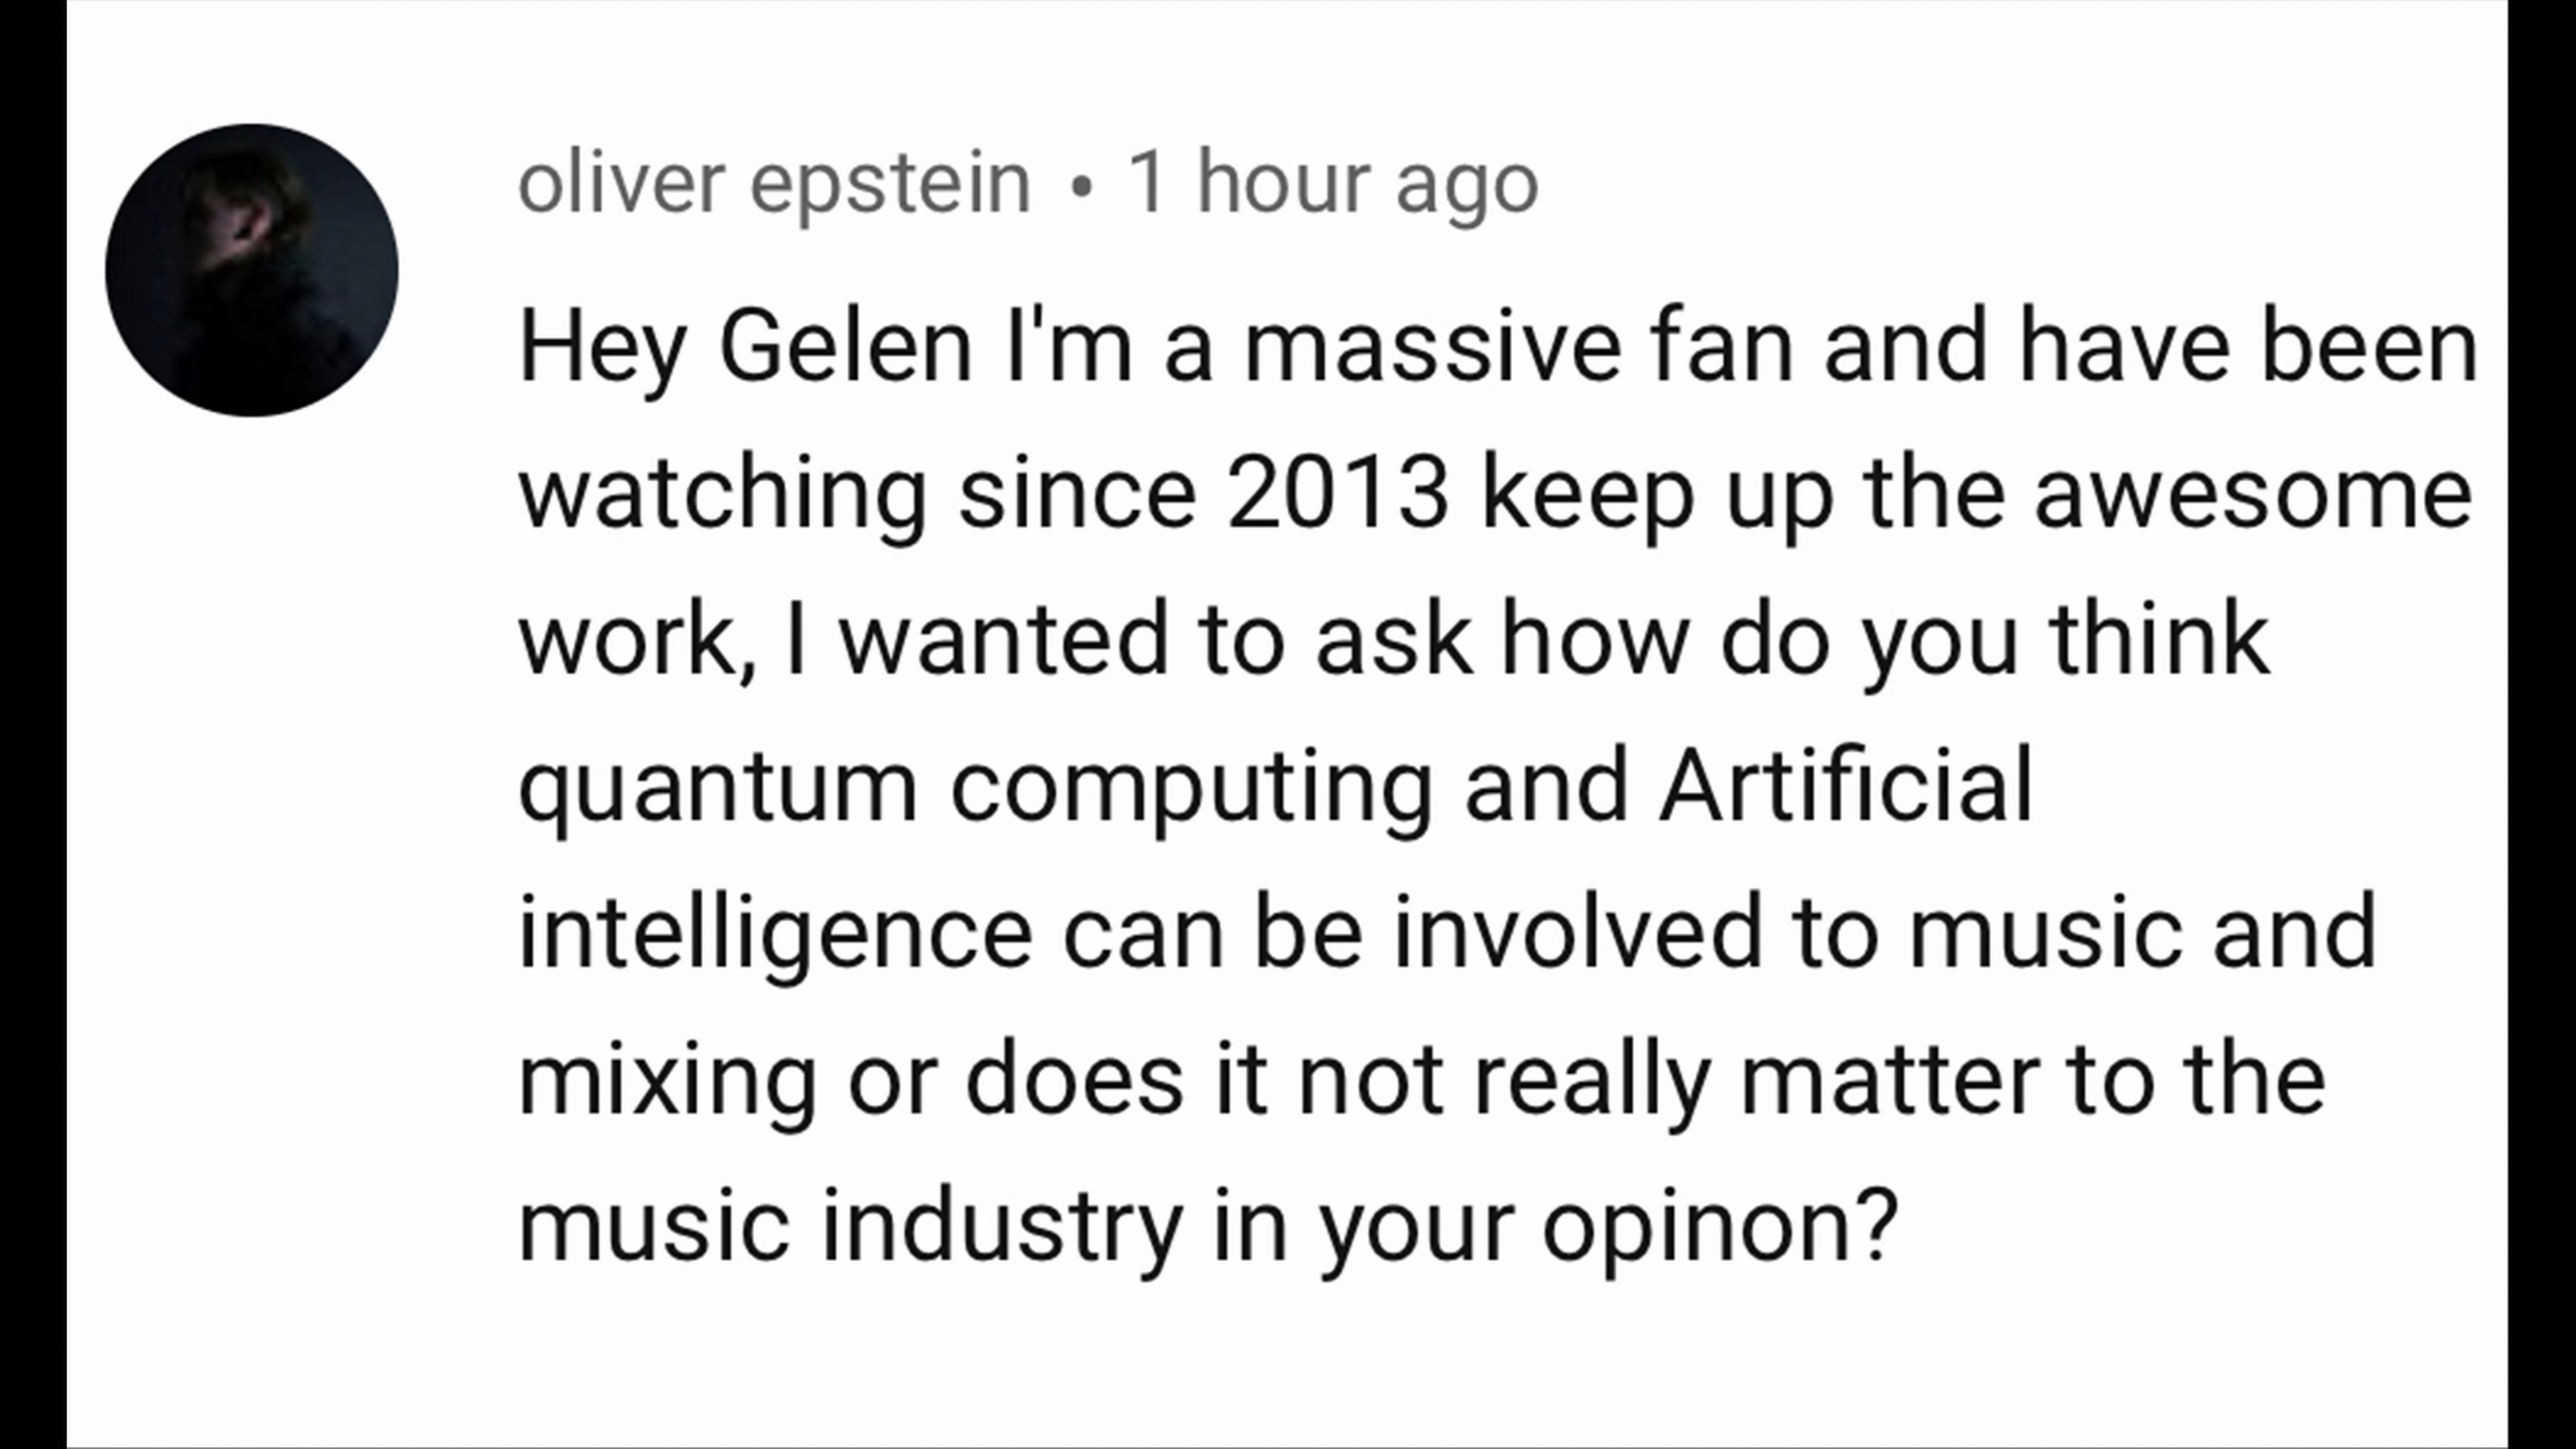 oliver epstein • 1 hour ago
Hey Gelen I'm a massive fan and have been
watching since 2013 keep up the awesome
work, I wanted to ask how do you think
quantum computing and Artificial
intelligence can be involved to music and
mixing or does it not really matter to the
music industry in your opinon?